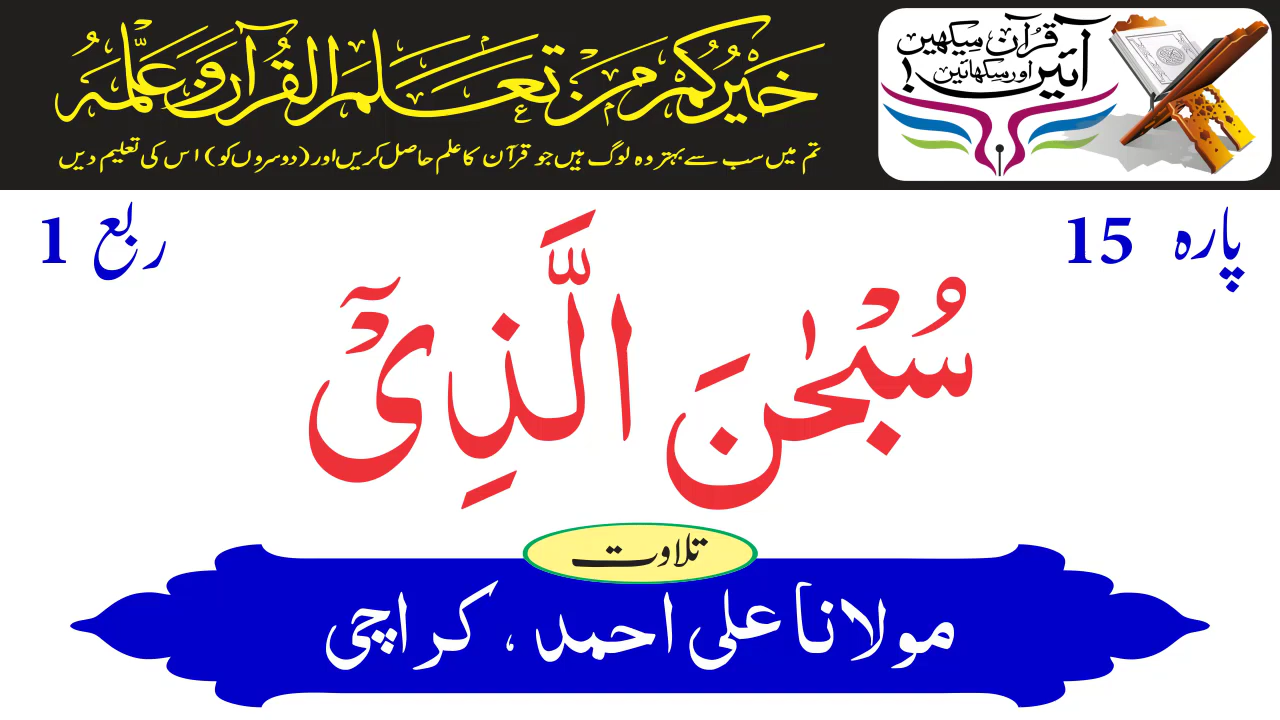 خَيْرُكُمْ مَنْ تَعَلَّمَ الْقُرْآنَ وَعَلَّمَهُ
تم میں سب سے بہتر وہ لوگ ہیں جو قرآن کا علم حاصل کریں اور (دوسروں کو) اس کی تعلیم دیں
آئیں قرآن سیکھیں
اور سکھائیں!
پارہ 15
ربع 1
سُبْحٰنَ الَّذِیْۤ
تلاوت
مولانا علی احمد، کراچی